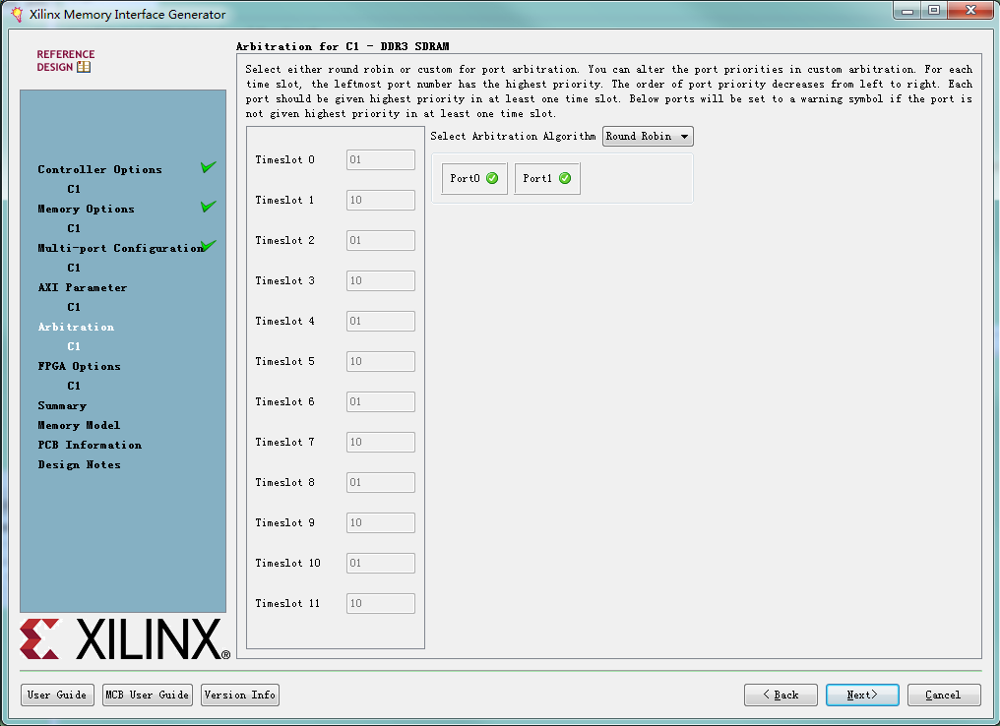 Xilinx Memory Interface Generator
REFERENCE
DESIGN
Controller Options
C1
Memory Options
C1
Multi-port Configuration
C1
AXI Parameter
C1
Arbitration
C1
FPGA Options
C1
Summary
Memory Model
PCB Information
Design Notes
XILINX®
Arbitration for C1 - DDR3 SDRAM
Select either round robin or custom for port arbitration. You can alter the port priorities in custom arbitration. For each
time slot, the leftmost port number has the highest priority. The order of port priority decreases from left to right. Each
port should be given highest priority in at least one time slot. Below ports will be set to a warning symbol if the port is
not given highest priority in at least one time slot.
Timeslot 0 01
Timeslot 1 10
Timeslot 2 01
Timeslot 3 10
Timeslot 4 01
Timeslot 5 10
Timeslot 6 01
Timeslot 7 10
Timeslot 8 01
Timeslot 9 10
Timeslot 10 01
Timeslot 11 10
Select Arbitration Algorithm Round Robin
Port0 Port1
User Guide MCB User Guide Version Info < Back Next> Cancel